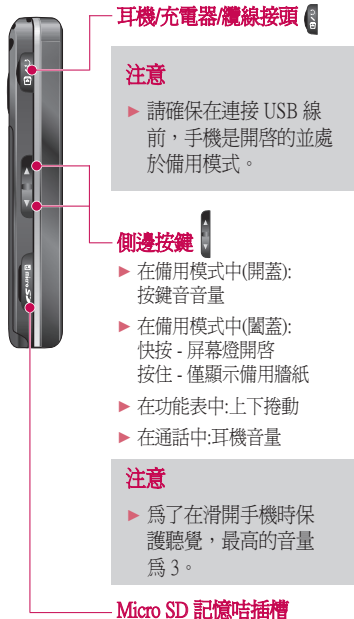 耳機/充電器/纜線接頭
注意
► 請確保在連接 USB 線
前，手機是開啓的並處
於備用模式。
側邊按鍵
► 在備用模式中(開蓋):
按鍵音音量
► 在備用模式中(闔蓋):
快按 - 屏幕燈開啓
按住 - 僅顯示備用牆紙
► 在功能表中:上下捲動
► 在通話中:耳機音量
注意
► 爲了在滑開手機時保
護聽覺，最高的音量
爲 3。
Micro SD 記憶咭插槽
Micro SD